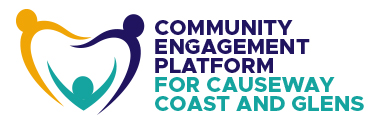 COMMUNITY
ENGAGEMENT
PLATFORM
FOR CAUSEWAY
COAST AND GLENS